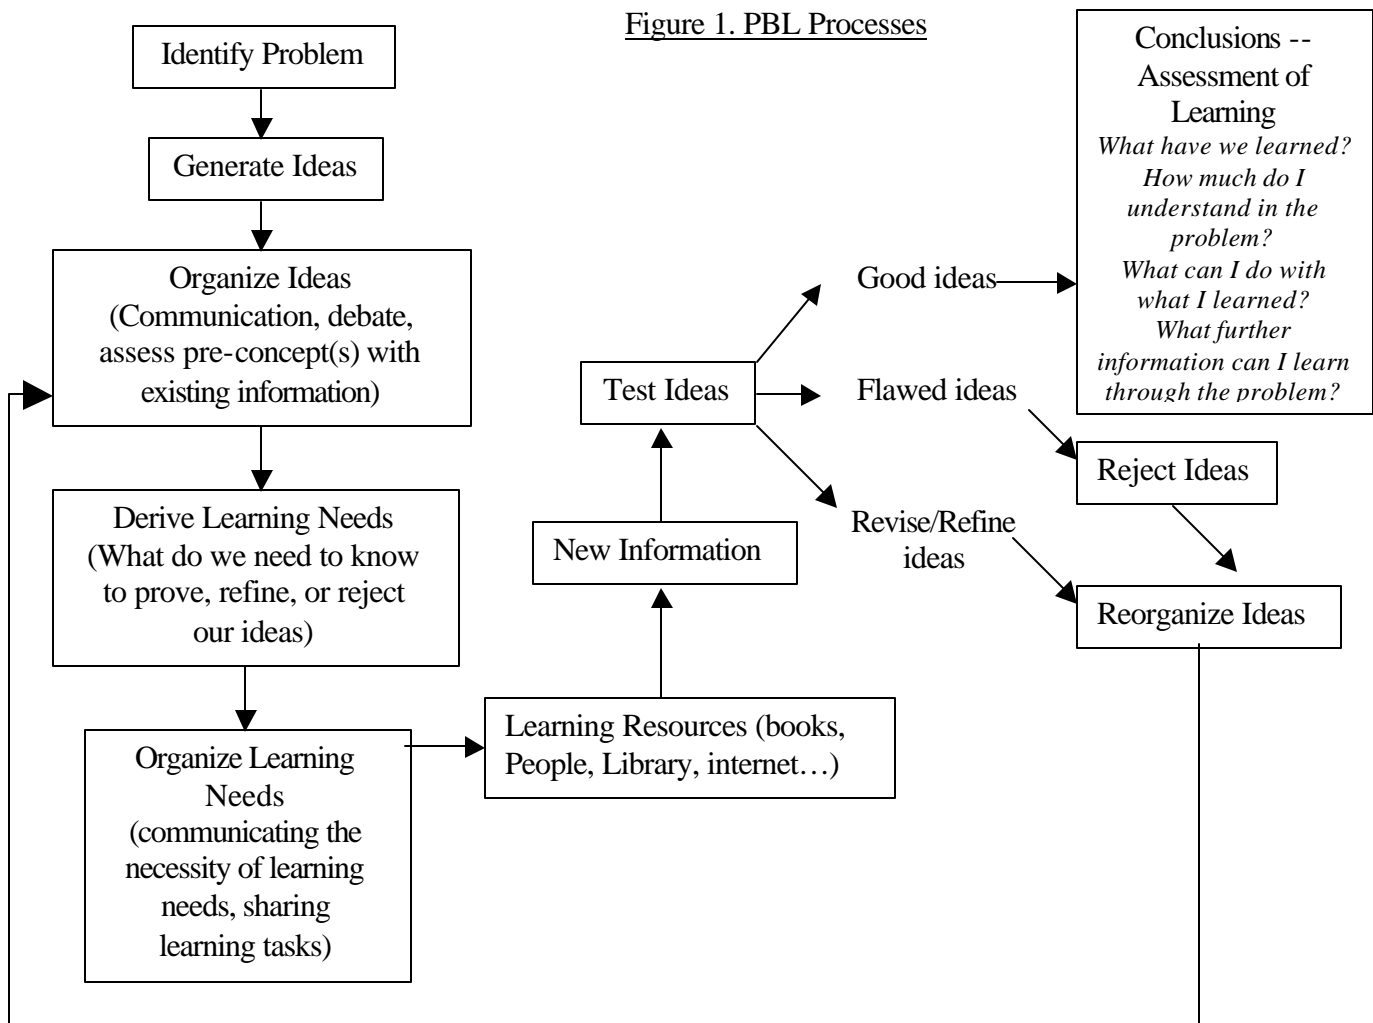 Figure 1. PBL Processes
Identify Problem
Generate Ideas
Organize Ideas
(Communication, debate,
assess pre-concept(s) with
existing information)
Derive Learning Needs
(What do we need to know
to prove, refine, or reject
our ideas)
Organize Learning
Needs
(communicating the
necessity of learning
needs, sharing
learning tasks)
Learning Resources (books,
People, Library, internet…)
New Information
Test Ideas
Good ideas
Flawed ideas
Revise/Refine
ideas
Conclusions --
Assessment of
Learning
What have we learned?
How much do I
understand in the
problem?
What can I do with
what I learned?
What further
information can I learn
through the problem?
Reject Ideas
Reorganize Ideas